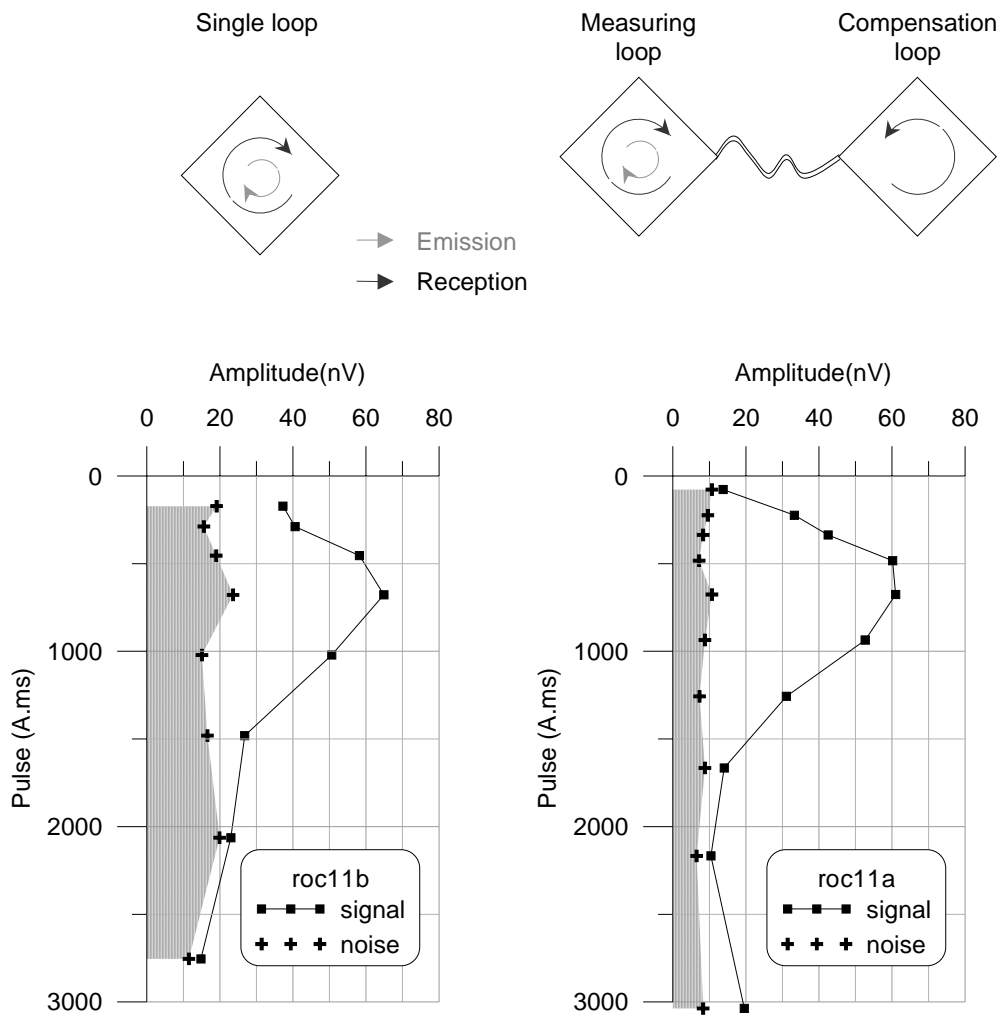 Single loop
Measuring
loop
Compensation
loop
Emission
Reception
Amplitude(nV)
0 20 40 60 80
0
1000
2000
3000
Pulse (A.ms)
roc11b
signal
noise
Amplitude(nV)
0 20 40 60 80
0
1000
2000
3000
Pulse (A.ms)
roc11a
signal
noise